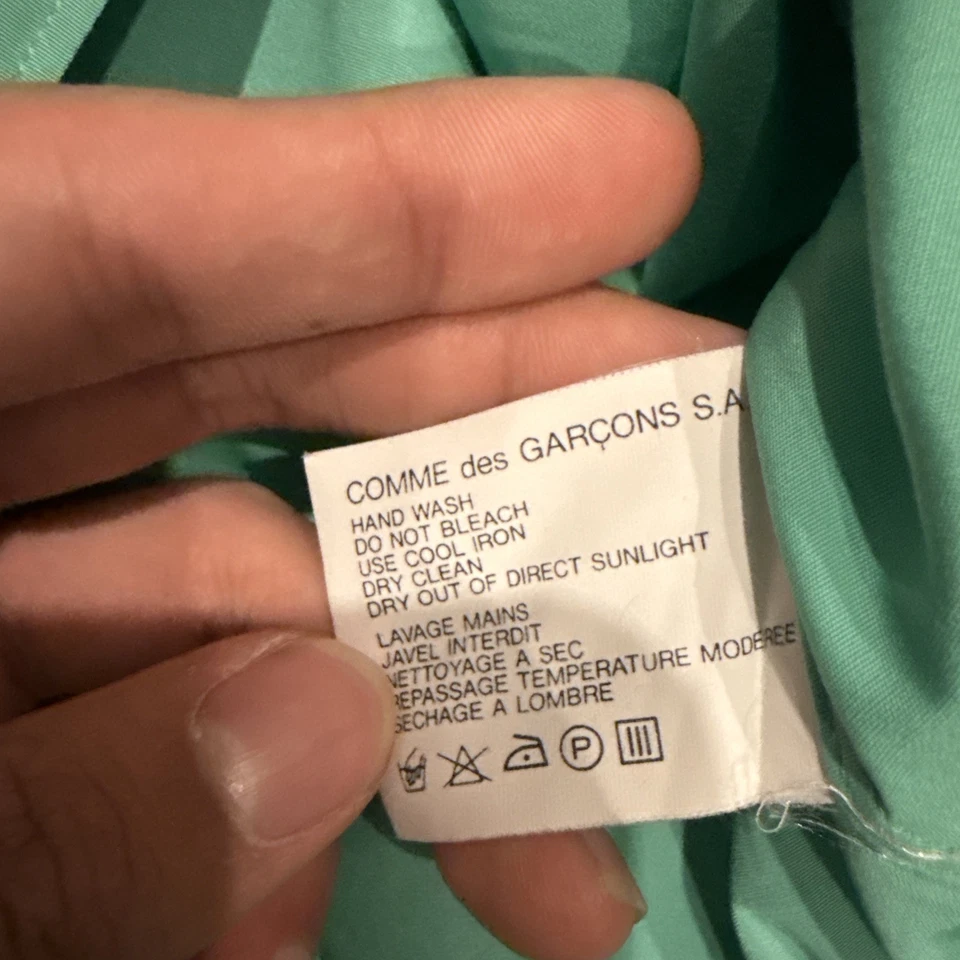 COMME des GARÇONS S.A
HAND WASH
DO NOT BLEACH
USE COOL IRON
DRY CLEAN
DRY OUT OF DIRECT SUNLIGHT
LAVAGE MAINS
JAVEL INTERDIT
NETTOYAGE A SEC
REPASSAGE TEMPERATURE MODEREE
SECHAGE A LOMBRE
P